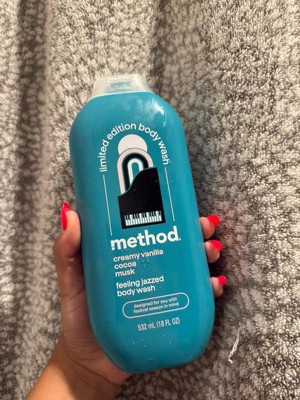 limited edition body wash
method.
creamy vanilla
cocoa
musk
feeling jazzed
body wash
designed for you with
festival season in mind
532 mL (18 FL OZ)